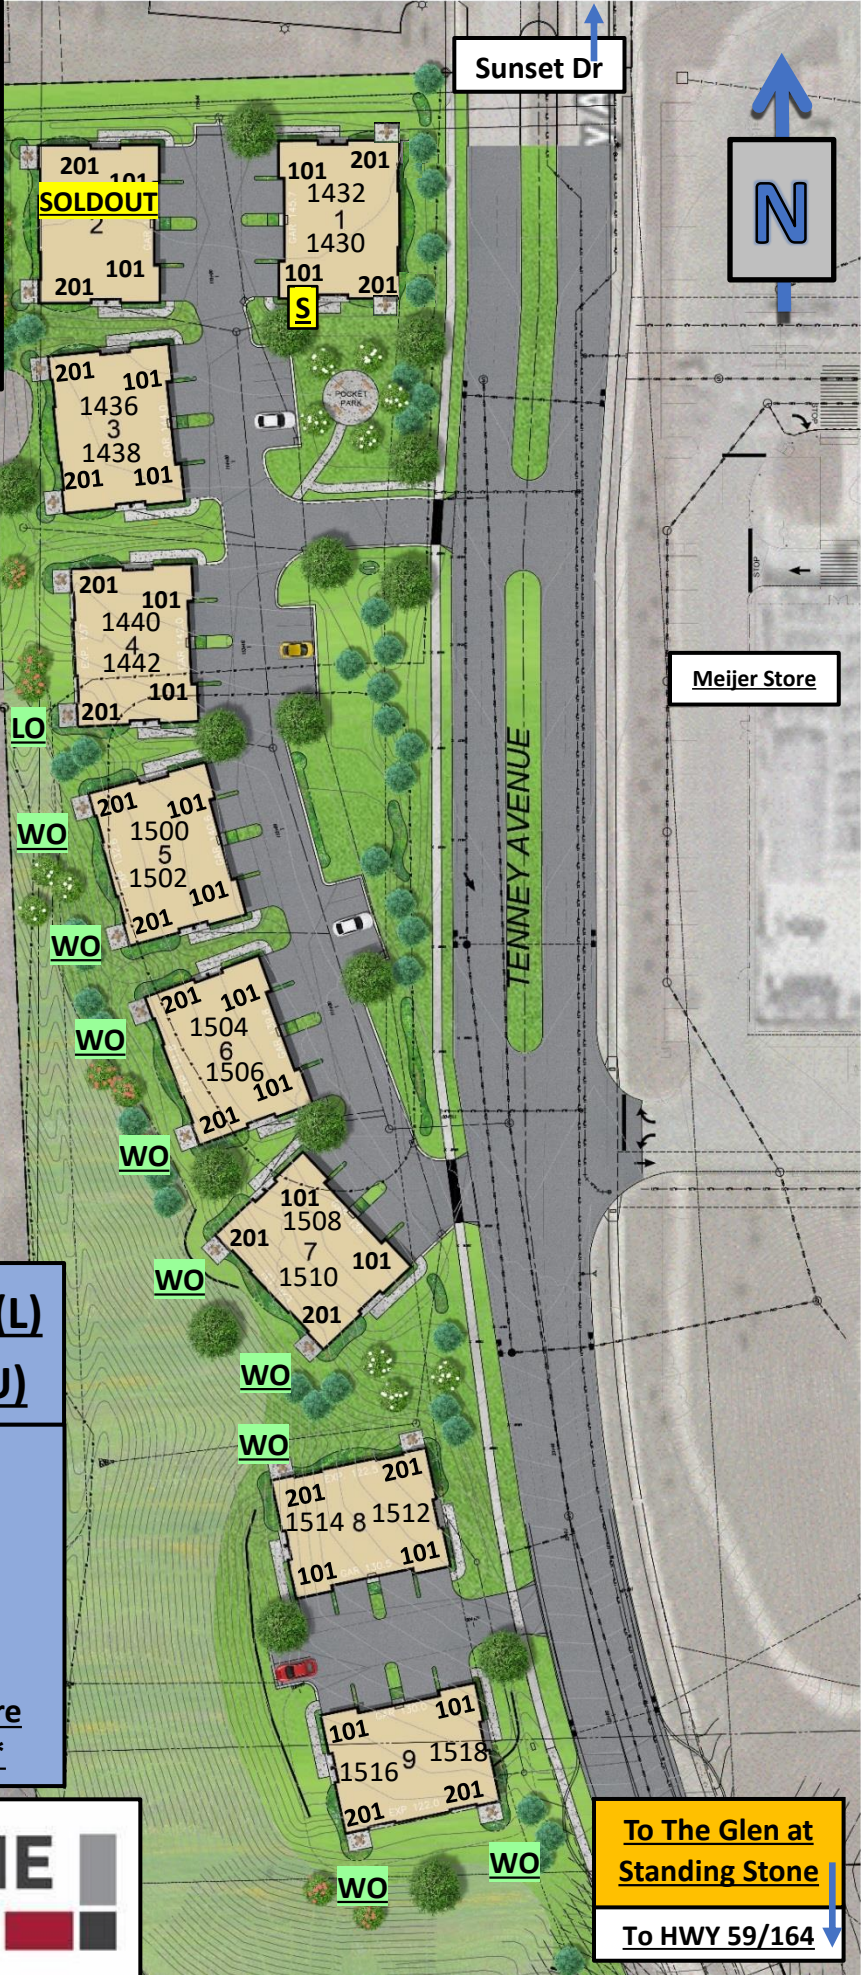 Sunset Dr
N
201
101
SOLDOUT
2
101
201
101
201
1432
1
1430
101
201
S
POCKET
PARK
201
101
1436
3
1438
201
101
STOP
201
101
1440
4
1442
101
201
Meijer Store
LO
TENNEY AVENUE
WO
201
101
1500
5
1502
101
201
WO
201
101
1504
6
1506
101
201
WO
WO
101
1508
201
7
101
1510
201
WO
WO
WO
201
201
1514
8
1512
101
101
(L)
101
101
1516
9
1518
201
201
WO
WO
To The Glen at
Standing Stone
To HWY 59/164